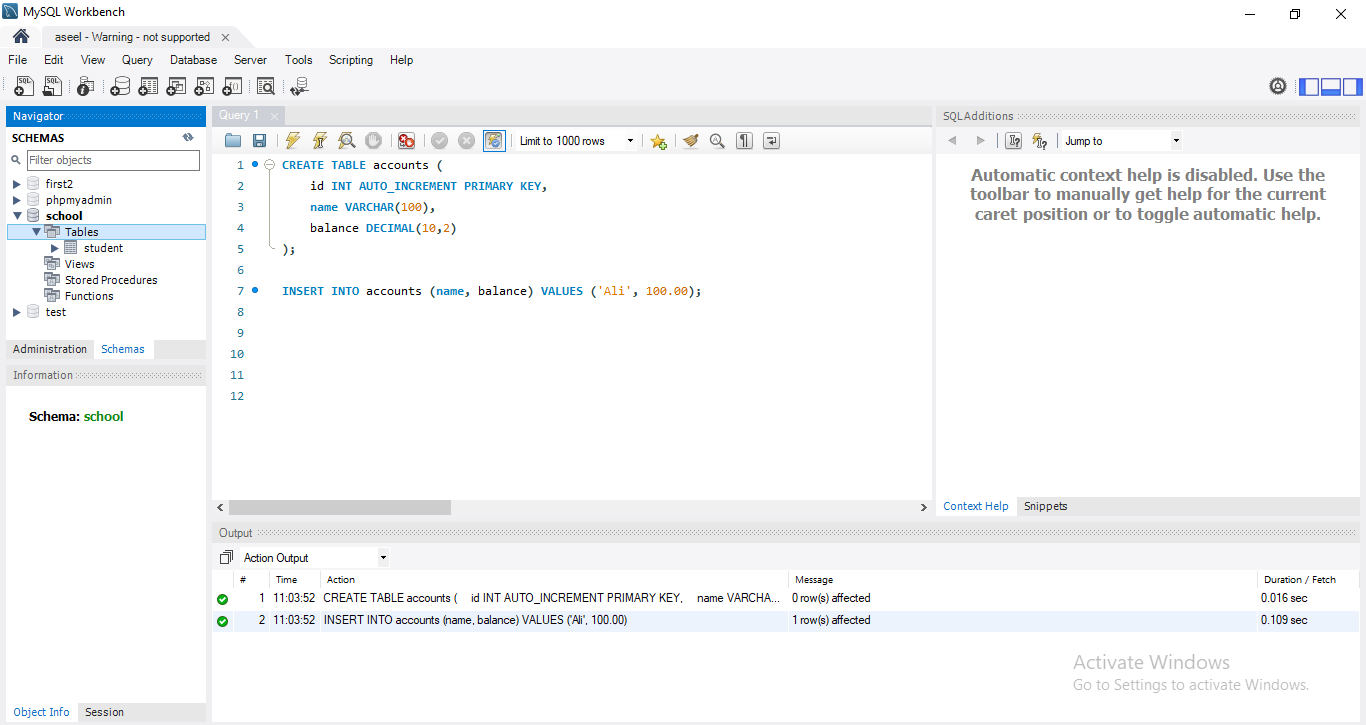 MySQL Workbench
aseel - Warning - not supported
File Edit View Query Database Server Tools Scripting Help
Navigator
SCHEMAS
Filter objects
first2
phpmyadmin
school
Tables
student
Views
Stored Procedures
Functions
test
Administration Schemas
Information
Schema: school
Object Info Session
Query 1
Limit to 1000 rows
1 CREATE TABLE accounts (
2 id INT AUTO_INCREMENT PRIMARY KEY,
3 name VARCHAR(100),
4 balance DECIMAL(10,2)
5 );
6
7 INSERT INTO accounts (name, balance) VALUES ('Ali', 100.00);
8
9
10
11
12
SQLAdditions
Jump to
Automatic context help is disabled. Use the
toolbar to manually get help for the current
caret position or to toggle automatic help.
Context Help Snippets
Output
Action Output
# Time Action Message Duration / Fetch
1 11:03:52 CREATE TABLE accounts ( id INT AUTO_INCREMENT PRIMARY KEY, name VARCHA... 0 row(s) affected 0.016 sec
2 11:03:52 INSERT INTO accounts (name, balance) VALUES ('Ali', 100.00) 1 row(s) affected 0.109 sec
Activate Windows
Go to Settings to activate Windows.